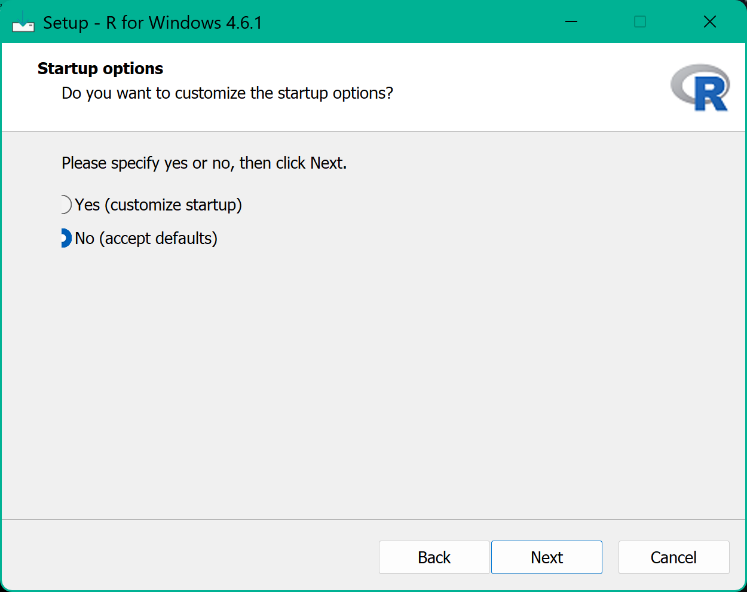 Setup - R for Windows 4.6.1
Startup options
Do you want to customize the startup options?
R
Please specify yes or no, then click Next.
Yes (customize startup)
No (accept defaults)
Back Next Cancel